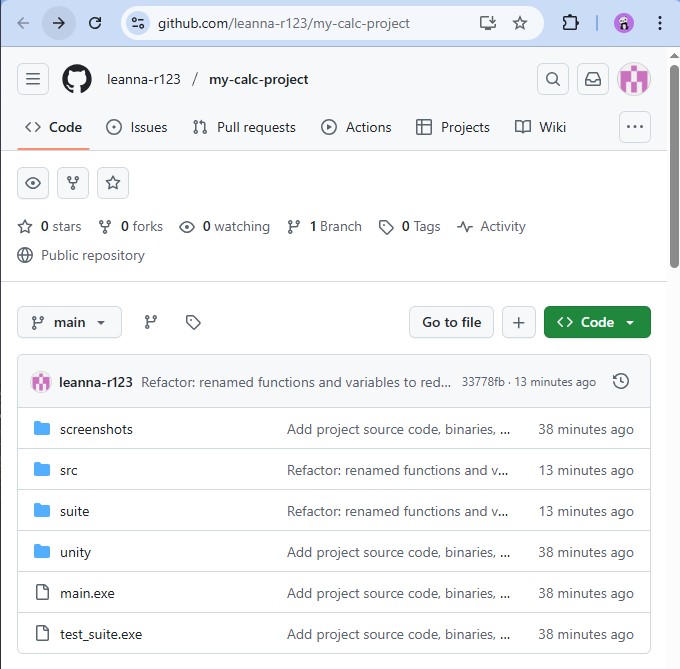 github.com/leanna-r123/my-calc-project
leanna-r123 / my-calc-project
Code Issues Pull requests Actions Projects Wiki
0 stars 0 forks 0 watching 1 Branch 0 Tags Activity
Public repository
main Go to file Code
leanna-r123 Refactor: renamed functions and variables to red... 33778fb · 13 minutes ago
screenshots Add project source code, binaries, ... 38 minutes ago
src Refactor: renamed functions and v... 13 minutes ago
suite Refactor: renamed functions and v... 13 minutes ago
unity Add project source code, binaries, ... 38 minutes ago
main.exe Add project source code, binaries, ... 38 minutes ago
test_suite.exe Add project source code, binaries, ... 38 minutes ago